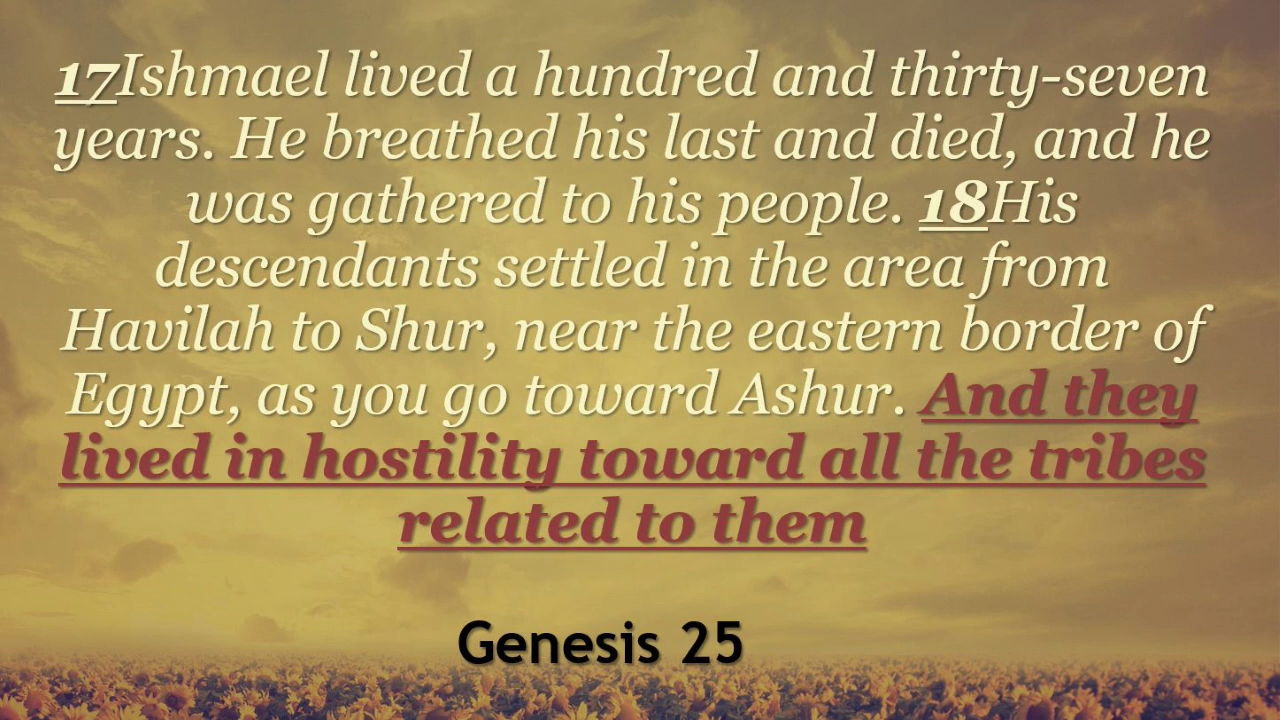 17Ishmael lived a hundred and thirty-seven
years. He breathed his last and died, and he
was gathered to his people. 18His
descendants settled in the area from
Havilah to Shur, near the eastern border of
Egypt, as you go toward Ashur. And they
lived in hostility toward all the tribes
related to them
Genesis 25